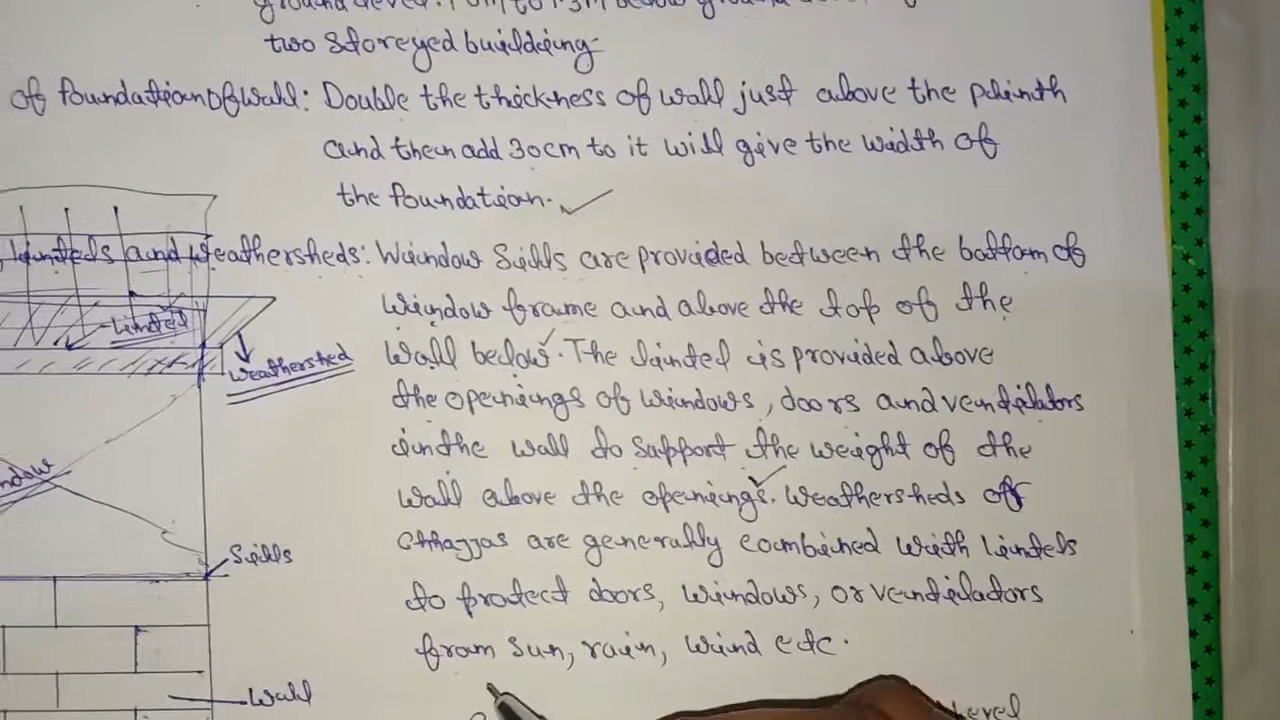 two storeyed building
of foundation of wall: Double the thickness of wall just above the plinth
and then add 30cm to it will give the width of
the foundation.
Lintels and Weathersheds: Window Sills are provided between the bottom of
window frame and above the top of the
wall below. The lintel is provided above
the openings of windows, doors and ventilators
in the wall to support the weight of the
wall above the openings. Weathersheds or
Chhajjas are generally combined with lintels
to protect doors, windows, or ventilators
from sun, rain, wind etc.
Lintel
Weathershed
Sills
Wall
Level